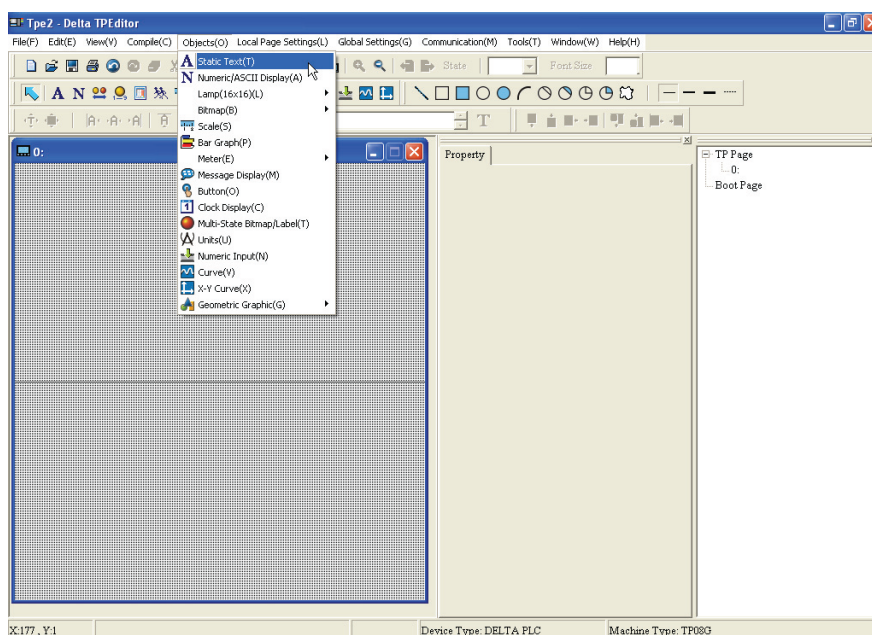 Tpe2 - Delta TPEditor
File(F) Edit(E) View(V) Compile(C) Objects(O) Local Page Settings(L) Global Settings(G) Communication(M) Tools(T) Window(W) Help(H)
State Font Size
A N
T
0:
Static Text(T)
Numeric/ASCII Display(A)
Lamp(16x16)(L)
Bitmap(B)
Scale(S)
Bar Graph(P)
Meter(E)
Message Display(M)
Button(O)
Clock Display(C)
Multi-State Bitmap/Label(T)
Units(U)
Numeric Input(N)
Curve(V)
X-Y Curve(X)
Geometric Graphic(G)
Property
TP Page
0:
Boot Page
X:177 , Y:1 Device Type: DELTA PLC Machine Type: TP08G